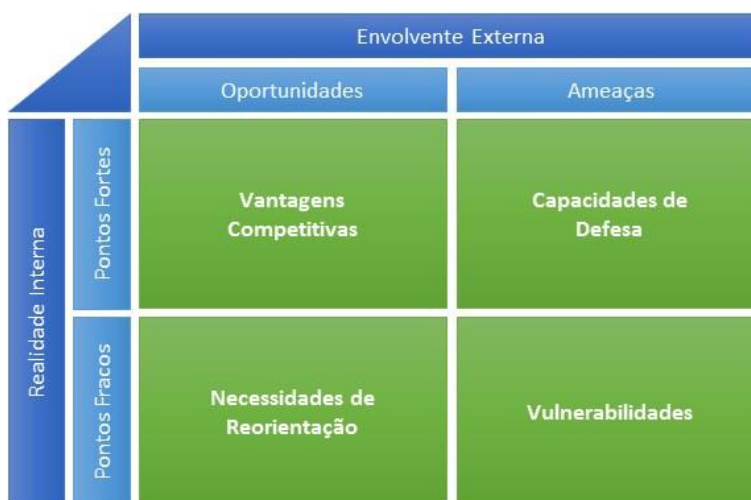 Envolvente Externa
Oportunidades
Ameaças
Realidade Interna
Pontos Fortes
Vantagens
Competitivas
Capacidades de
Defesa
Pontos Fracos
Necessidades de
Reorientação
Vulnerabilidades